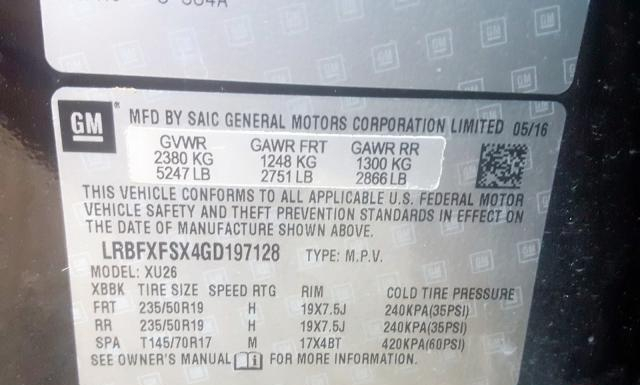 GM ®
MFD BY SAIC GENERAL MOTORS CORPORATION LIMITED 05/16
GVWR GAWR FRT GAWR RR
2380 KG 1248 KG 1300 KG
5247 LB 2751 LB 2866 LB
THIS VEHICLE CONFORMS TO ALL APPLICABLE U.S. FEDERAL MOTOR
VEHICLE SAFETY AND THEFT PREVENTION STANDARDS IN EFFECT ON
THE DATE OF MANUFACTURE SHOWN ABOVE.
LRBFXFSX4GD197128 TYPE: M.P.V.
MODEL: XU26
XBBK TIRE SIZE SPEED RTG RIM COLD TIRE PRESSURE
FRT 235/50R19 H 19X7.5J 240KPA(35PSI)
RR 235/50R19 H 19X7.5J 240KPA(35PSI)
SPA T145/70R17 M 17X4BT 420KPA(60PSI)
SEE OWNER'S MANUAL i FOR MORE INFORMATION.